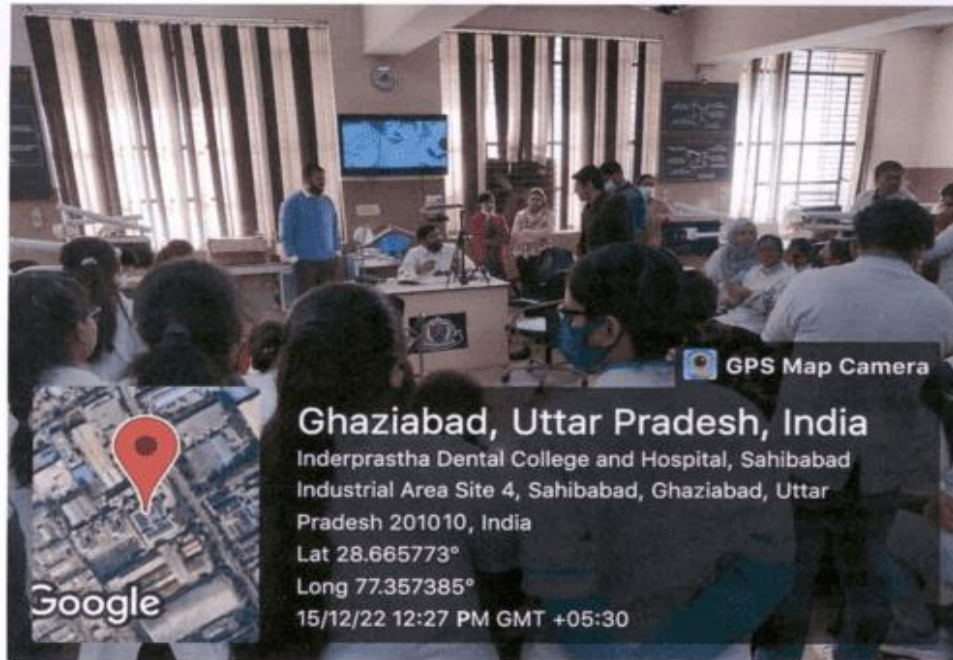 GPS Map Camera
Ghaziabad, Uttar Pradesh, India
Inderprastha Dental College and Hospital, Sahibabad
Industrial Area Site 4, Sahibabad, Ghaziabad, Uttar
Pradesh 201010, India
Lat 28.665773°
Long 77.357385°
15/12/22 12:27 PM GMT +05:30
Google